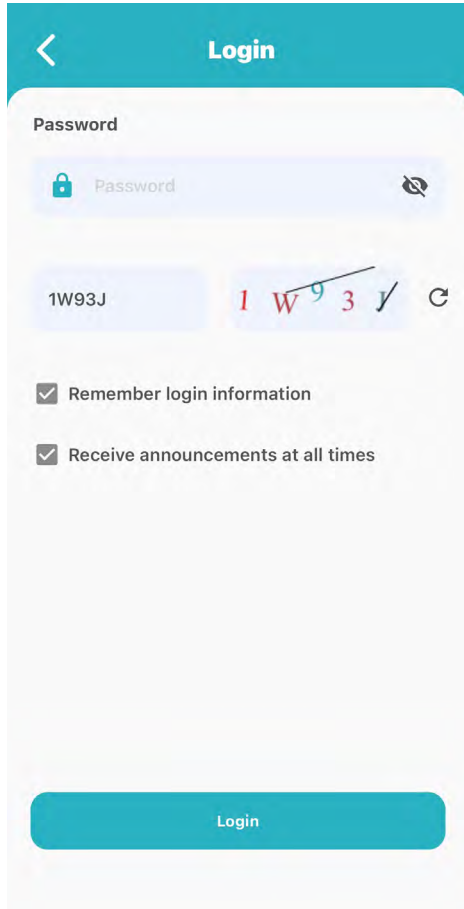 Login
Password
Password
1W93J
1 W 9 3 J
Remember login information
Receive announcements at all times
Login